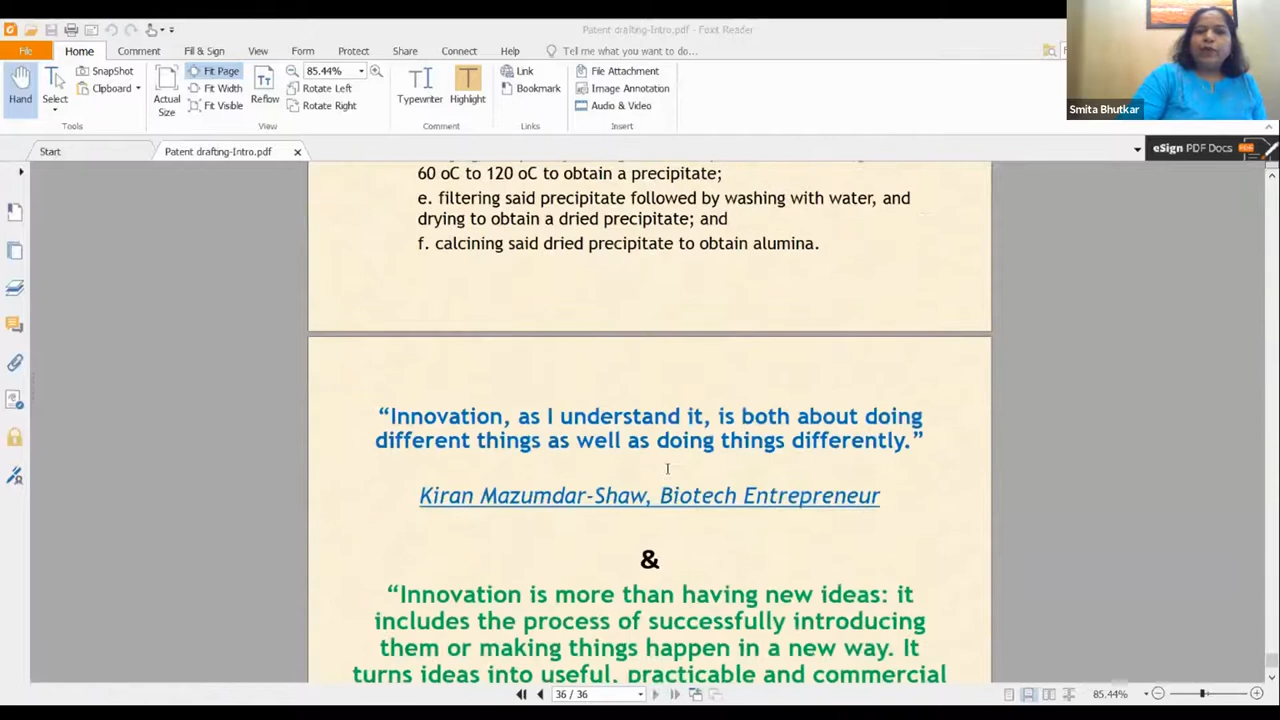 Patent drafting-Intro.pdf - Foxit Reader
File
Home
Comment
Fill & Sign
View
Form
Protect
Share
Connect
Help
Tell me what you want to do...
Hand
Select
SnapShot
Clipboard
Tools
Actual
Size
Fit Page
Fit Width
Fit Visible
Reflow
85.44%
Rotate Left
Rotate Right
View
Typewriter
Highlight
Comment
Link
Bookmark
Links
File Attachment
Image Annotation
Audio & Video
Insert
Smita Bhutkar
Start
Patent drafting-Intro.pdf
eSign PDF Docs
60 oC to 120 oC to obtain a precipitate;
e. filtering said precipitate followed by washing with water, and
drying to obtain a dried precipitate; and
f. calcining said dried precipitate to obtain alumina.
“Innovation, as I understand it, is both about doing
different things as well as doing things differently.”
Kiran Mazumdar-Shaw, Biotech Entrepreneur
&
“Innovation is more than having new ideas: it
includes the process of successfully introducing
them or making things happen in a new way. It
turns ideas into useful, practicable and commercial
36 / 36
85.44%